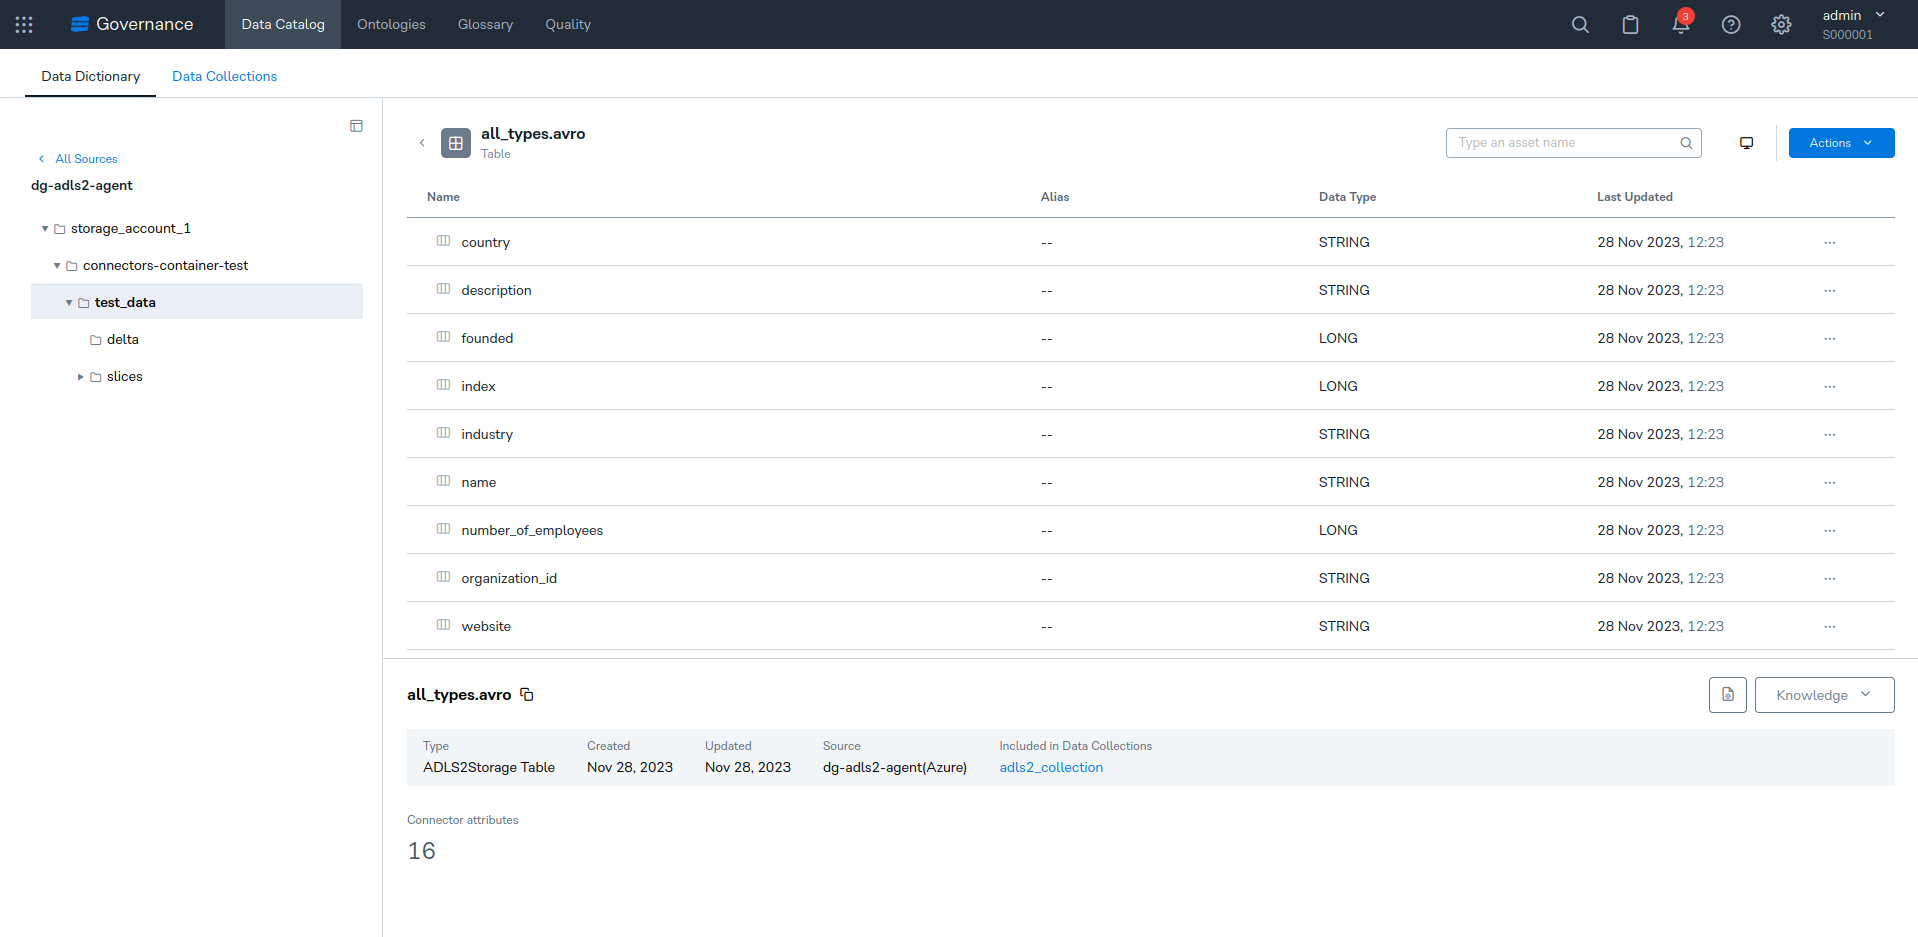 Governance
Data Catalog
Ontologies
Glossary
Quality
3
admin
S000001
Data Dictionary
Data Collections
All Sources
dg-adls2-agent
storage_account_1
connectors-container-test
test_data
delta
slices
all_types.avro
Table
Type an asset name
Actions
Name Alias Data Type Last Updated
country -- STRING 28 Nov 2023, 12:23
description -- STRING 28 Nov 2023, 12:23
founded -- LONG 28 Nov 2023, 12:23
index -- LONG 28 Nov 2023, 12:23
industry -- STRING 28 Nov 2023, 12:23
name -- STRING 28 Nov 2023, 12:23
number_of_employees -- LONG 28 Nov 2023, 12:23
organization_id -- STRING 28 Nov 2023, 12:23
website -- STRING 28 Nov 2023, 12:23
all_types.avro
Knowledge
Type Created Updated Source Included in Data Collections
ADLS2Storage Table Nov 28, 2023 Nov 28, 2023 dg-adls2-agent(Azure) adls2_collection
Connector attributes
16